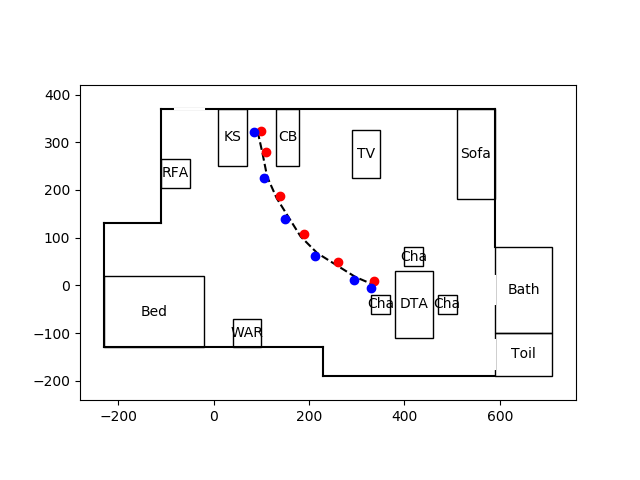 400
300
200
100
0
−100
−200
−200
0
200
400
600
KS
CB
TV
Sofa
RFA
Cha
Bath
Bed
Cha
DTA
Cha
WAR
Toil